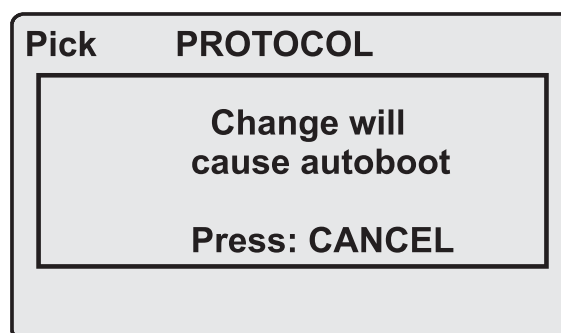 Pick PROTOCOL
Change will
cause autoboot
Press: CANCEL